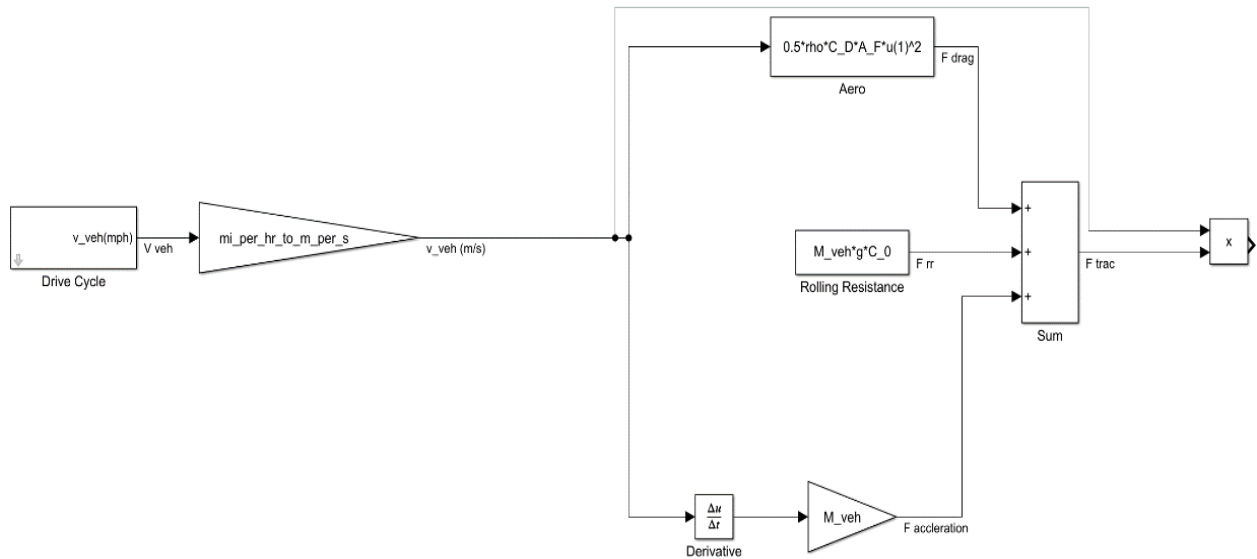 0.5*rho*C_D*A_F*u(1)^2
F drag
Aero
v_veh(mph)
V veh
mi_per_hr_to_m_per_s
v_veh (m/s)
Drive Cycle
+
M_veh*g*C_0
F rr
Rolling Resistance
+
F trac
x
+
Sum
Δu
Δt
Derivative
M_veh
F accleration